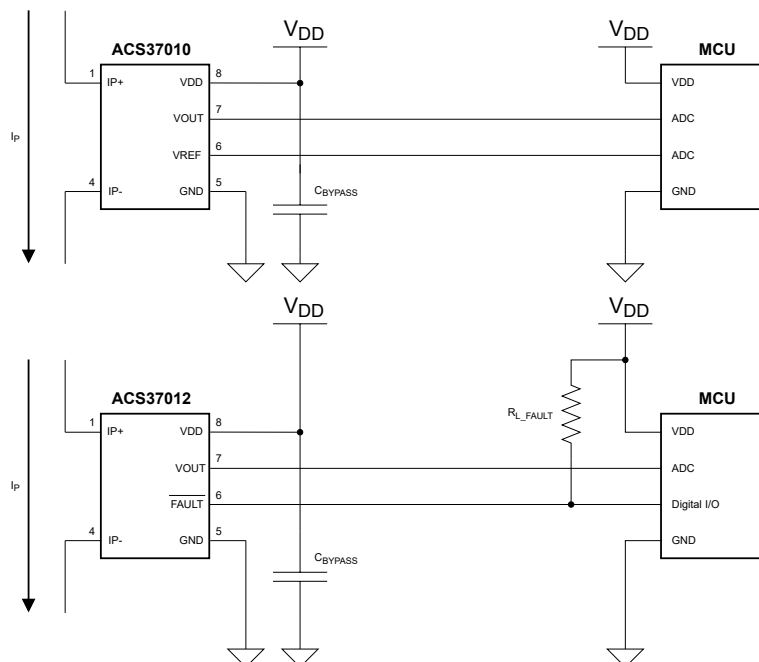 VDD
VDD
ACS37010
MCU
1
IP+
VDD
8
VDD
VOUT
7
ADC
IP
VREF
6
ADC
4
IP-
GND
5
GND
CBYPASS
VDD
VDD
ACS37012
MCU
RL_FAULT
1
IP+
VDD
8
VDD
VOUT
7
ADC
IP
FAULT
6
Digital I/O
4
IP-
GND
5
GND
CBYPASS